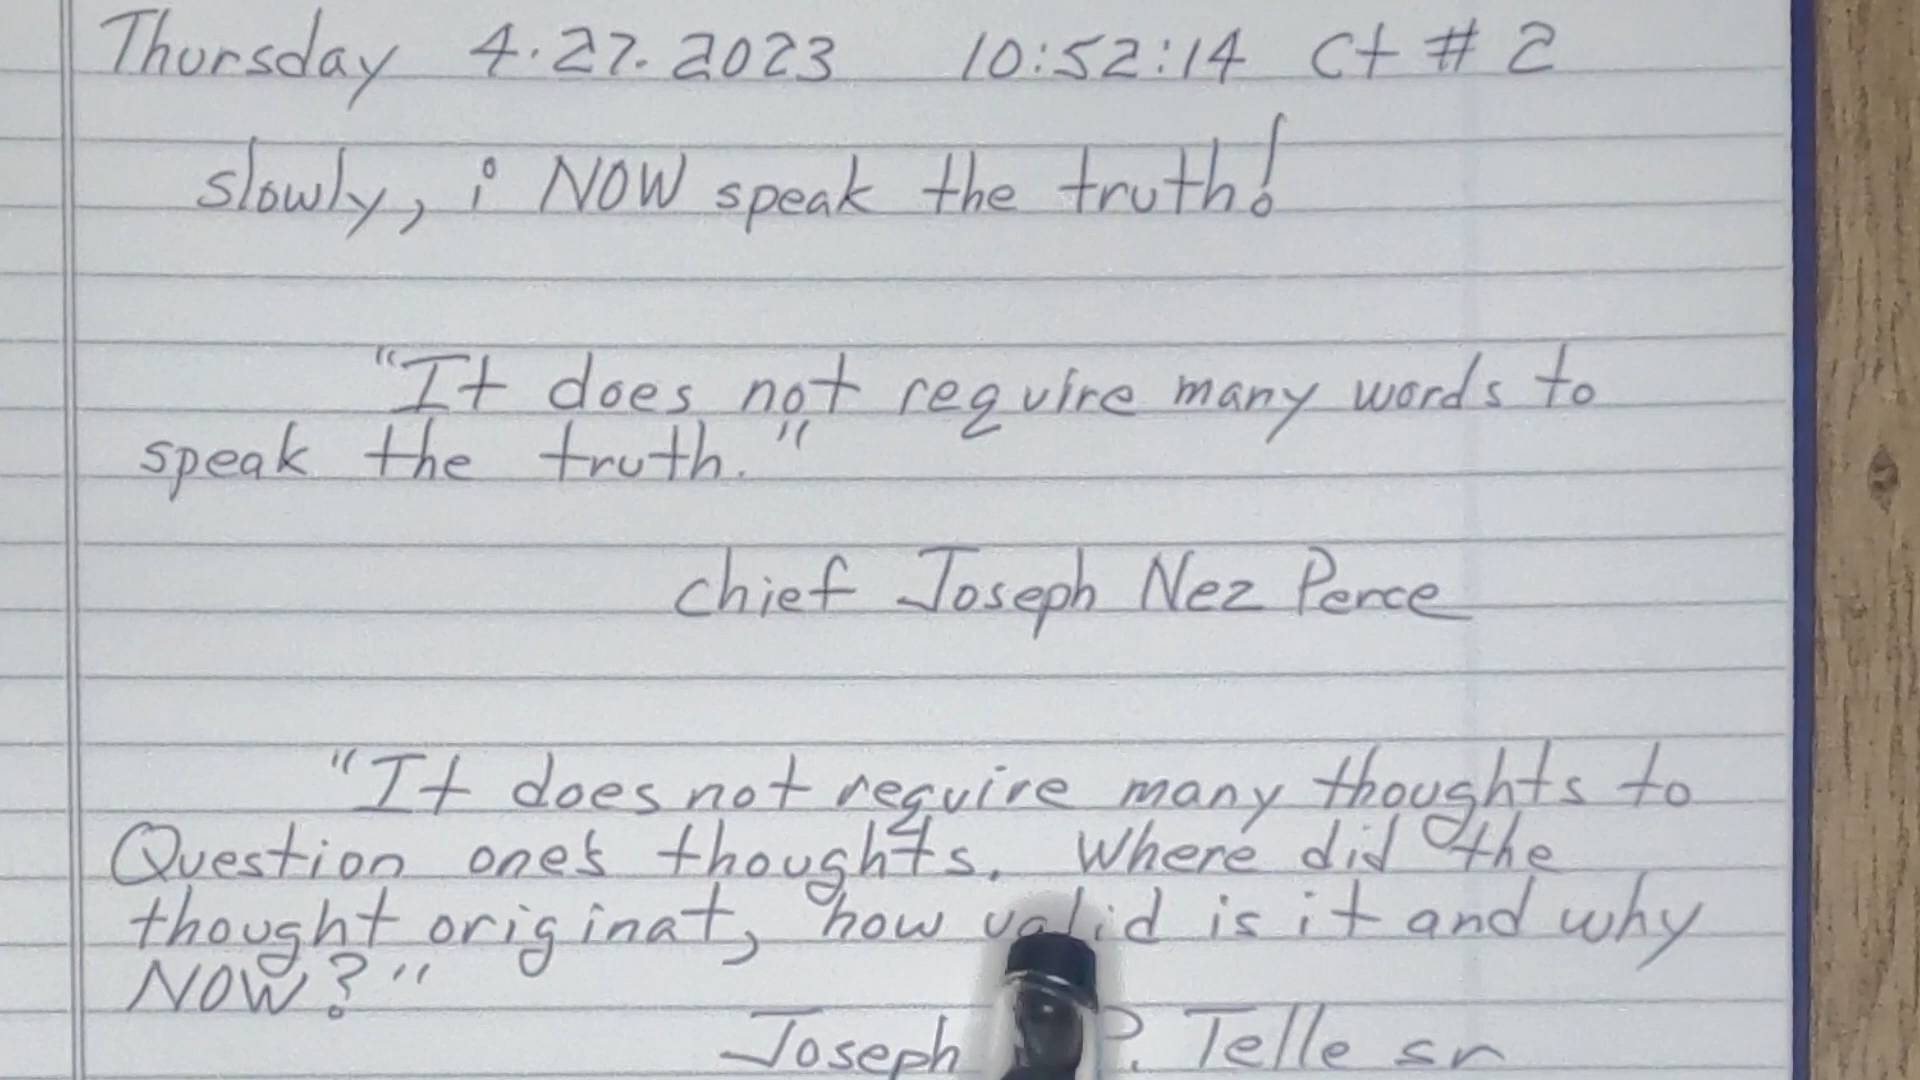 Thursday 4.27.2023 10:52:14 Ct # 2
slowly, i NOW speak the truth!
"It does not require many words to
speak the truth."
chief Joseph Nez Perce
"It does not require many thoughts to
Question one's thoughts. Where did the
thought originat, how valid is it and why
NOW?"
Joseph P. Telle sr